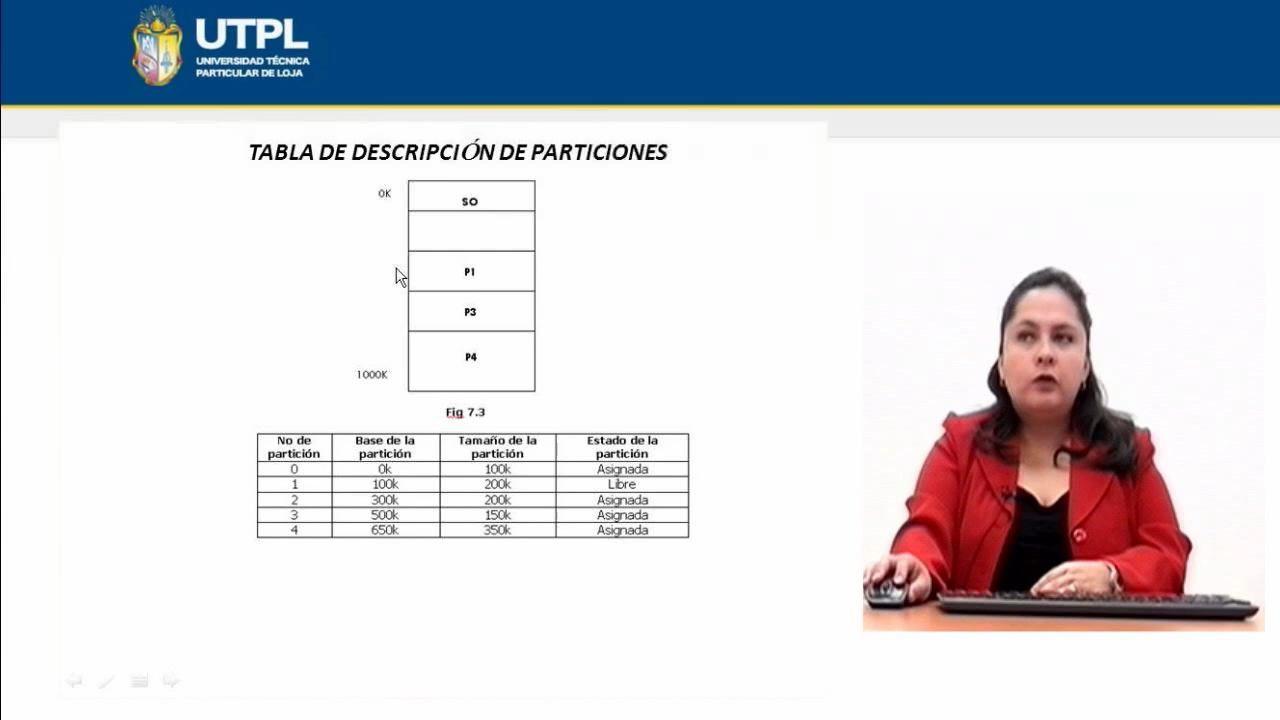 UTPL
UNIVERSIDAD TÉCNICA
PARTICULAR DE LOJA
TABLA DE DESCRIPCIÓN DE PARTICIONES
0K
SO
P1
P3
P4
1000K
Fig 7.3
No de partición Base de la partición Tamaño de la partición Estado de la partición
0 0k 100k Asignada
1 100k 200k Libre
2 300k 200k Asignada
3 500k 150k Asignada
4 650k 350k Asignada